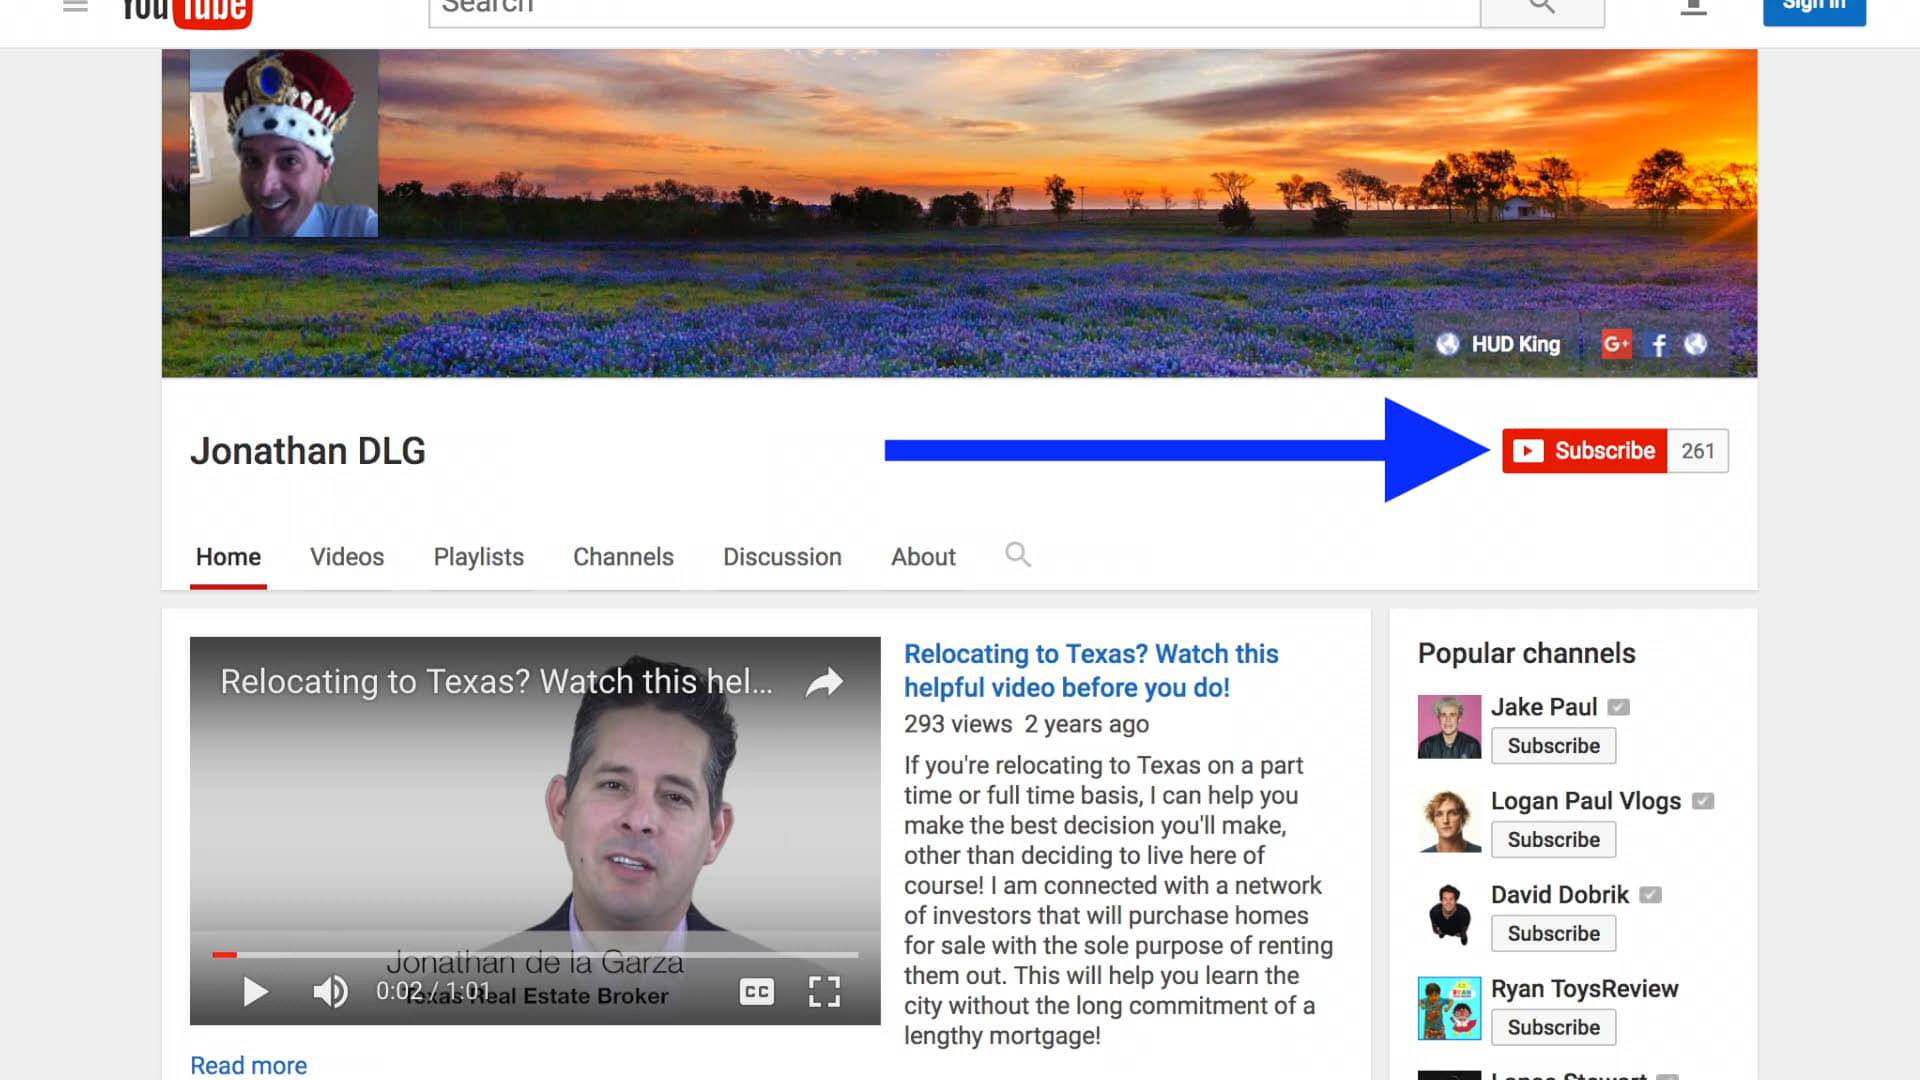 YouTube
Search
Sign in
HUD King
G+ f
Jonathan DLG
Subscribe 261
Home Videos Playlists Channels Discussion About
Relocating to Texas? Watch this hel...
Jonathan de la Garza
Texas Real Estate Broker
0:02 / 1:01
CC
Read more
Relocating to Texas? Watch this
helpful video before you do!
293 views 2 years ago
If you're relocating to Texas on a part
time or full time basis, I can help you
make the best decision you'll make,
other than deciding to live here of
course! I am connected with a network
of investors that will purchase homes
for sale with the sole purpose of renting
them out. This will help you learn the
city without the long commitment of a
lengthy mortgage!
Popular channels
Jake Paul
Subscribe
Logan Paul Vlogs
Subscribe
David Dobrik
Subscribe
Ryan ToysReview
Subscribe